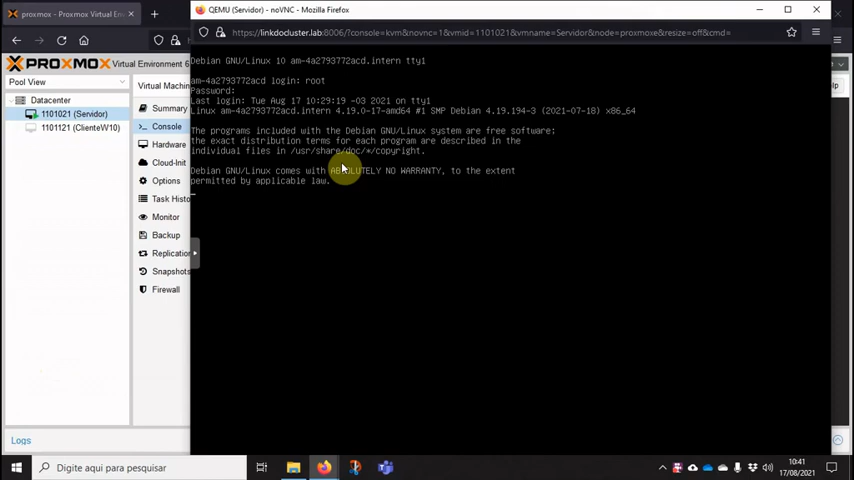 proxmox - Proxmox Virtual Environment
QEMU (Servidor) - noVNC - Mozilla Firefox
https://linkdocluster.lab:8006/?console=kvm&novnc=1&vmid=1101021&vmname=Servidor&node=proxmoxe&resize=off&cmd=
PROXMOX Virtual Environment 6
Pool View
Datacenter
1101021 (Servidor)
1101121 (ClienteW10)
Virtual Machin
Summary
Console
Hardware
Cloud-Init
Options
Task Histo
Monitor
Backup
Replication
Snapshots
Firewall
Debian GNU/Linux 10 am-4a2793772acd.intern tty1
am-4a2793772acd login: root
Password:
Last login: Tue Aug 17 10:29:19 -03 2021 on tty1
Linux am-4a2793772acd.intern 4.19.0-17-amd64 #1 SMP Debian 4.19.194-3 (2021-07-18) x86_64
The programs included with the Debian GNU/Linux system are free software;
the exact distribution terms for each program are described in the
individual files in /usr/share/doc/*/copyright.
Debian GNU/Linux comes with ABSOLUTELY NO WARRANTY, to the extent
permitted by applicable law.
Logs
Digite aqui para pesquisar
10:41
17/08/2021